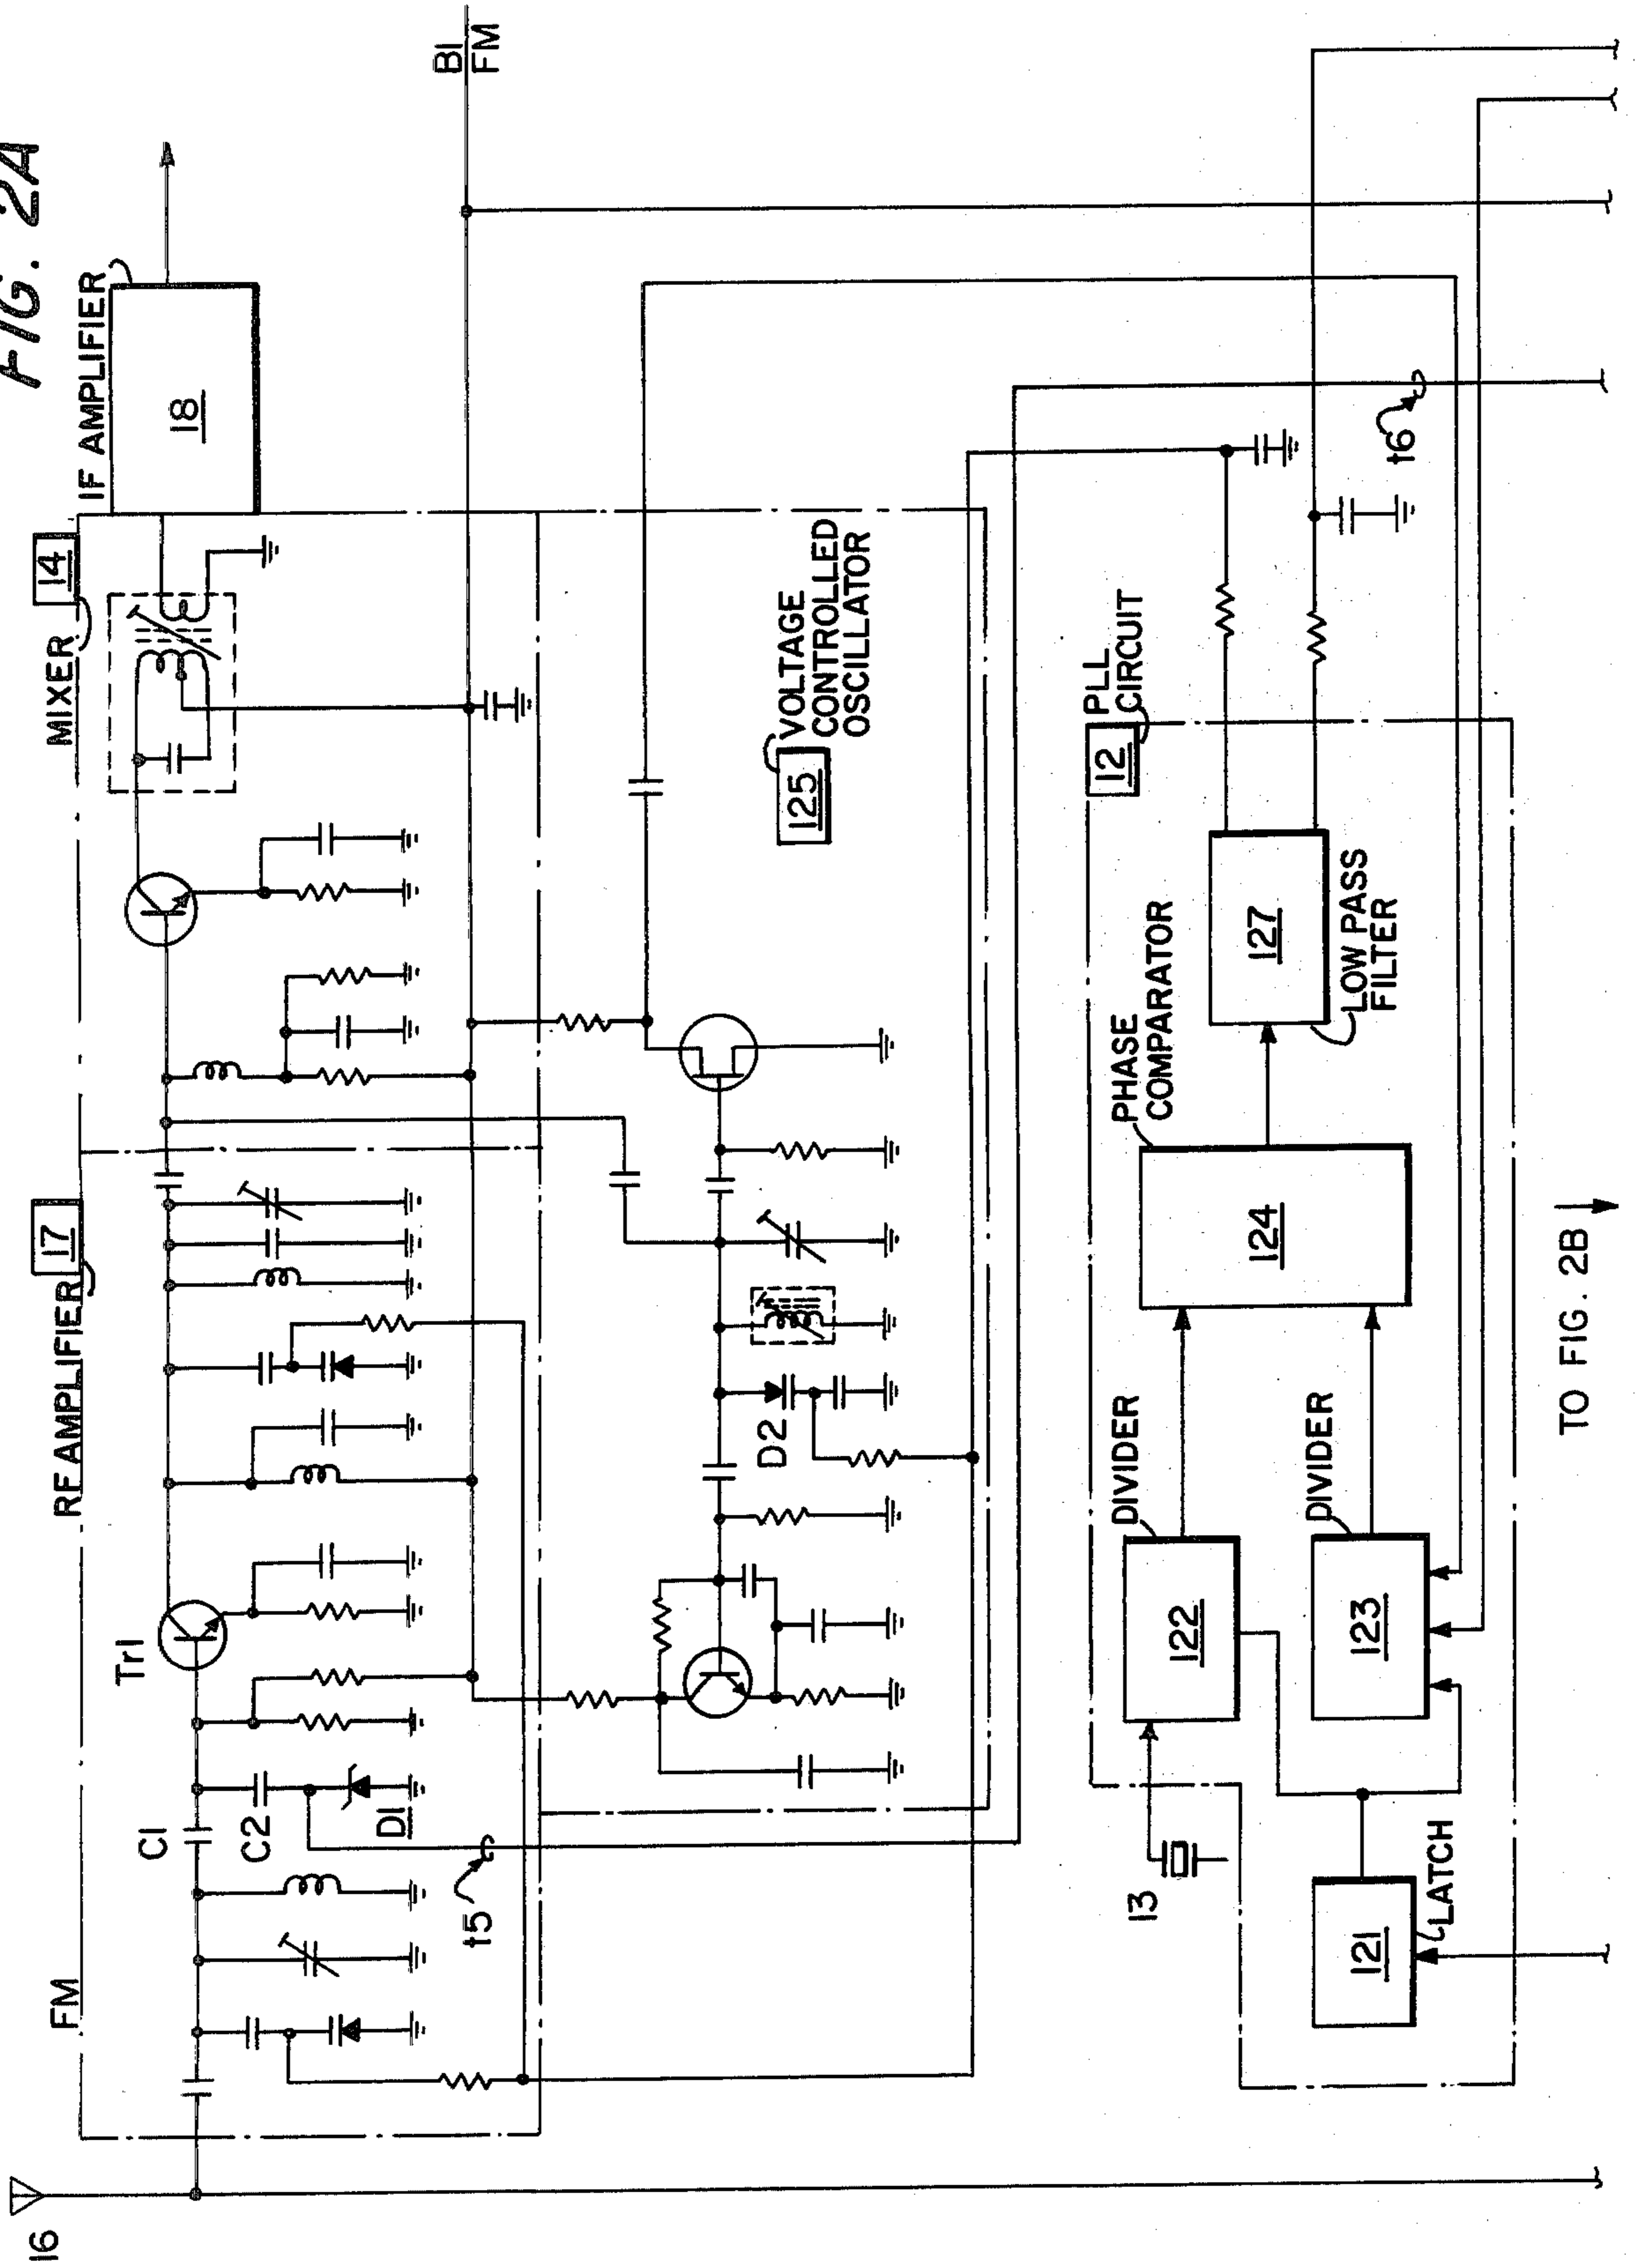 FIG. 2A
16
FM
RF AMPLIFIER
17
MIXER
14
IF AMPLIFIER
18
B1
FM
C1
C2
D1
Tr1
t5
D2
125
VOLTAGE
CONTROLLED
OSCILLATOR
12
PLL
CIRCUIT
t6
13
DIVIDER
122
DIVIDER
123
PHASE
COMPARATOR
124
127
LOW PASS
FILTER
121
LATCH
TO FIG. 2B